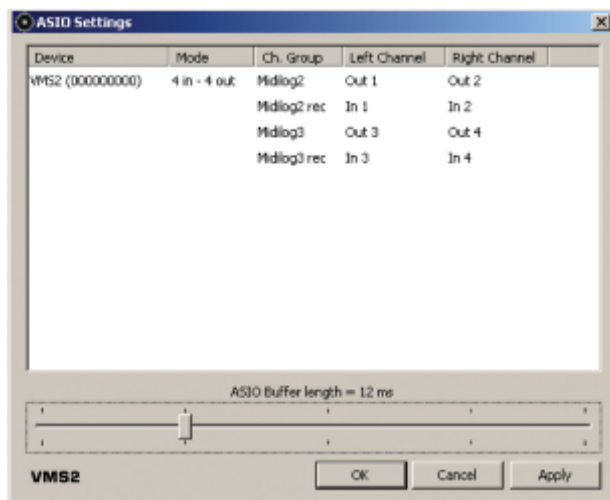 ASIO Settings
Device Mode Ch. Group Left Channel Right Channel
VMS2 (000000000) 4 in - 4 out Midilog2 Out 1 Out 2
Midilog2 rec In 1 In 2
Midilog3 Out 3 Out 4
Midilog3 rec In 3 In 4
ASIO Buffer length = 12 ms
VMS2 OK Cancel Apply